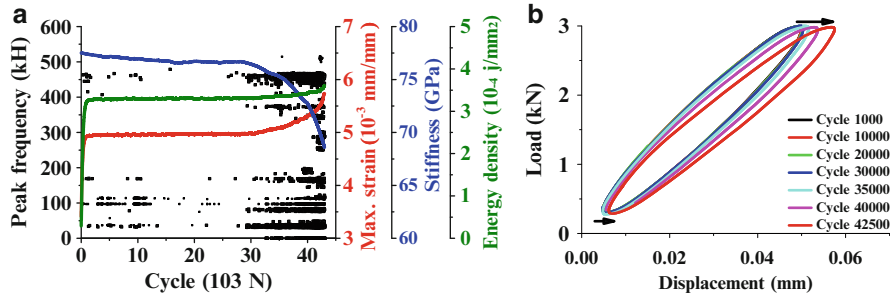 a
Peak frequency (kH)
600
500
400
300
200
100
0
0 10 20 30 40
Cycle (103 N)
7
6
5
4
3
Max. strain (10-3 mm/mm)
80
75
70
65
60
Stiffness (GPa)
5
4
3
2
1
0
Energy density (10-4 j/mm2)
b
Load (kN)
3
2
1
0
0.00 0.02 0.04 0.06
Displacement (mm)
Cycle 1000
Cycle 10000
Cycle 20000
Cycle 30000
Cycle 35000
Cycle 40000
Cycle 42500